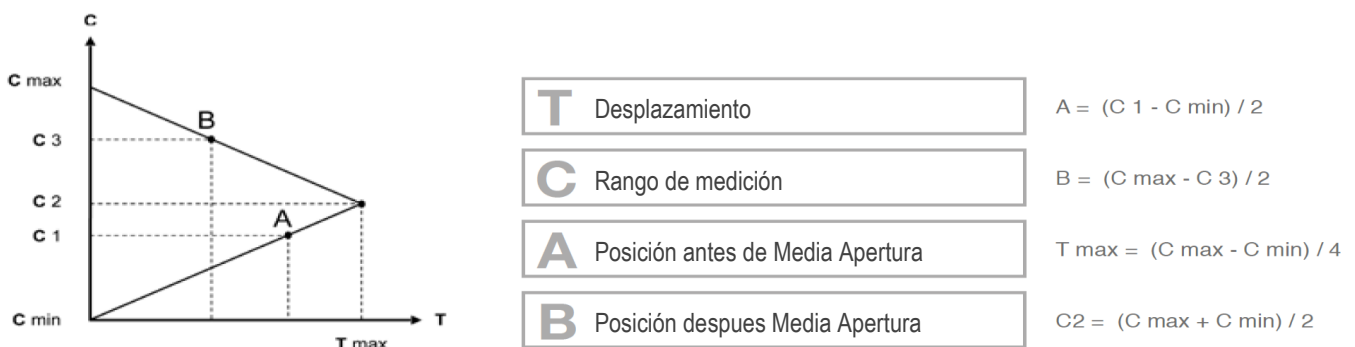 C
C max
B
C 3
C 2
A
C 1
C min
T
T max
T Desplazamiento
A = (C 1 - C min) / 2
C Rango de medición
B = (C max - C 3) / 2
A Posición antes de Media Apertura
T max = (C max - C min) / 4
B Posición despues Media Apertura
C2 = (C max + C min) / 2